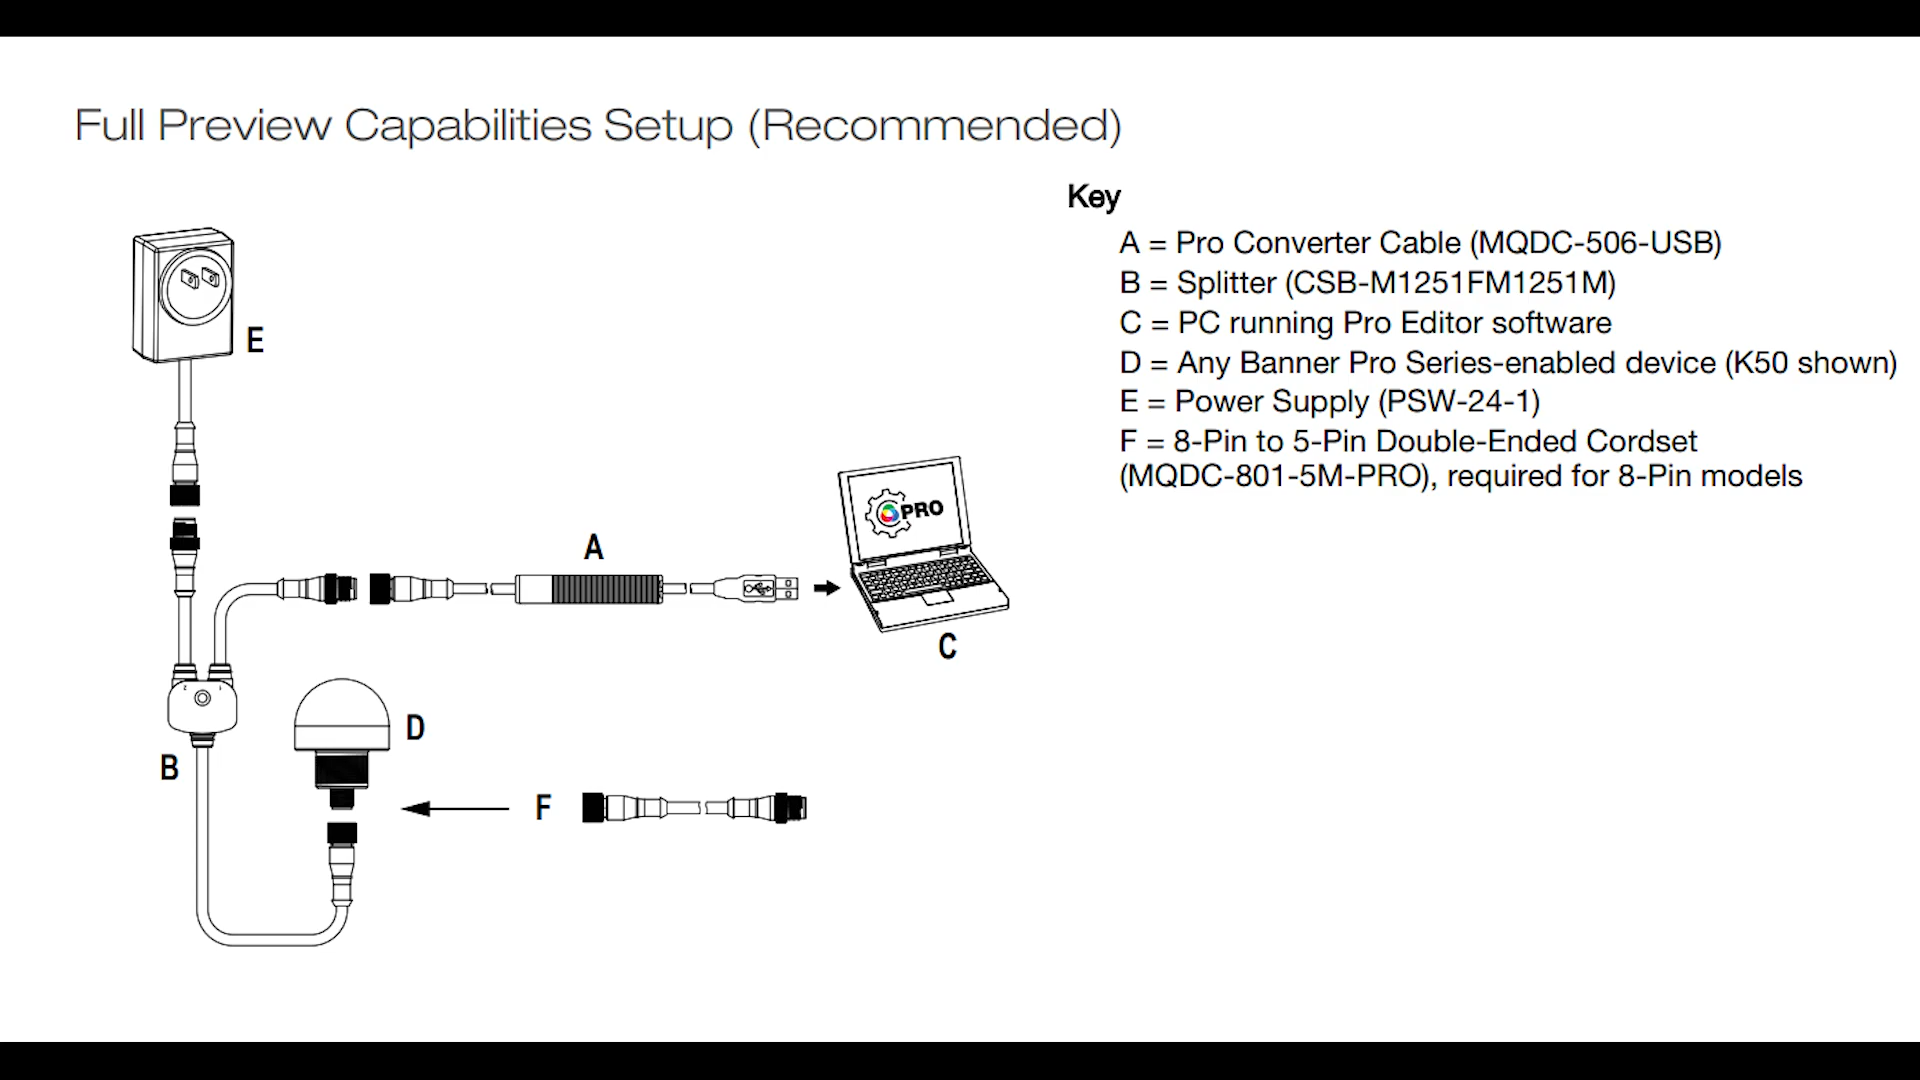 Full Preview Capabilities Setup (Recommended)
Key
A = Pro Converter Cable (MQDC-506-USB)
B = Splitter (CSB-M1251FM1251M)
C = PC running Pro Editor software
D = Any Banner Pro Series-enabled device (K50 shown)
E = Power Supply (PSW-24-1)
F = 8-Pin to 5-Pin Double-Ended Cordset
(MQDC-801-5M-PRO), required for 8-Pin models
E
A
PRO
C
2 1
B
D
F